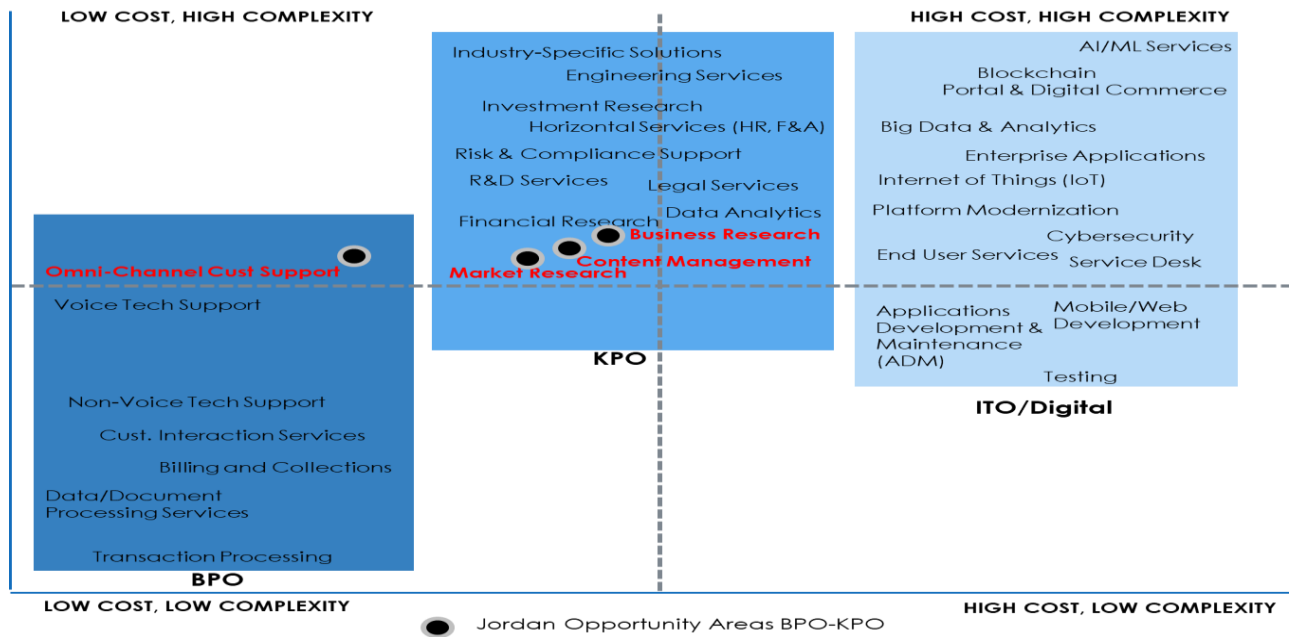 LOW COST, HIGH COMPLEXITY
HIGH COST, HIGH COMPLEXITY
Omni-Channel Cust Support
Voice Tech Support
Non-Voice Tech Support
Cust. Interaction Services
Billing and Collections
Data/Document
Processing Services
Transaction Processing
BPO
Industry-Specific Solutions
Engineering Services
Investment Research
Horizontal Services (HR, F&A)
Risk & Compliance Support
R&D Services
Legal Services
Data Analytics
Financial Research
Business Research
Content Management
Market Research
KPO
AI/ML Services
Blockchain
Portal & Digital Commerce
Big Data & Analytics
Enterprise Applications
Internet of Things (IoT)
Platform Modernization
Cybersecurity
End User Services
Service Desk
Applications
Development &
Maintenance
(ADM)
Mobile/Web
Development
Testing
ITO/Digital
LOW COST, LOW COMPLEXITY
HIGH COST, LOW COMPLEXITY
Jordan Opportunity Areas BPO-KPO